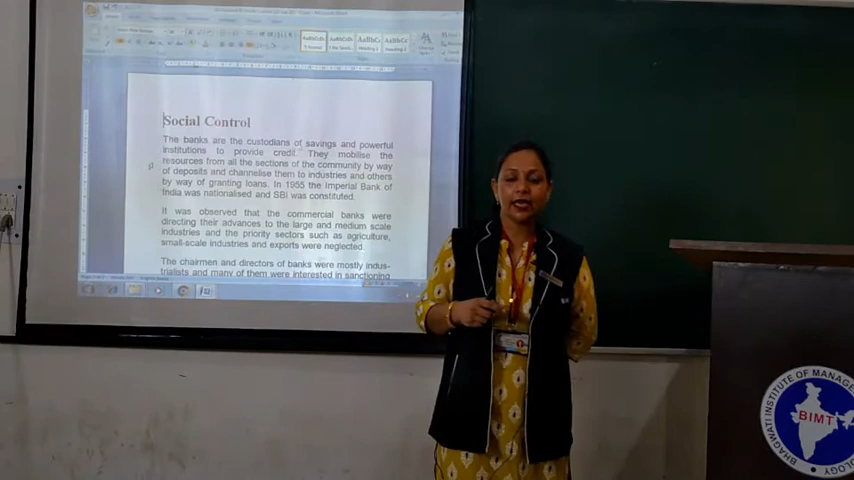 Social Control
The banks are the custodians of savings and powerful
institutions to provide credit. They mobilise the
resources from all the sections of the community by way
of deposits and channelise them to industries and others
by way of granting loans. In 1955 the Imperial Bank of
India was nationalised and SBI was constituted.
It was observed that the commercial banks were
directing their advances to the large and medium scale
industries and the priority sectors such as agriculture,
small-scale industries and exports were neglected.
The chairmen and directors of banks were mostly indus-
trialists and many of them were interested in sanctioning
INSTITUTE OF MANAGE
BIMT
BHAGWATI
OLOGY